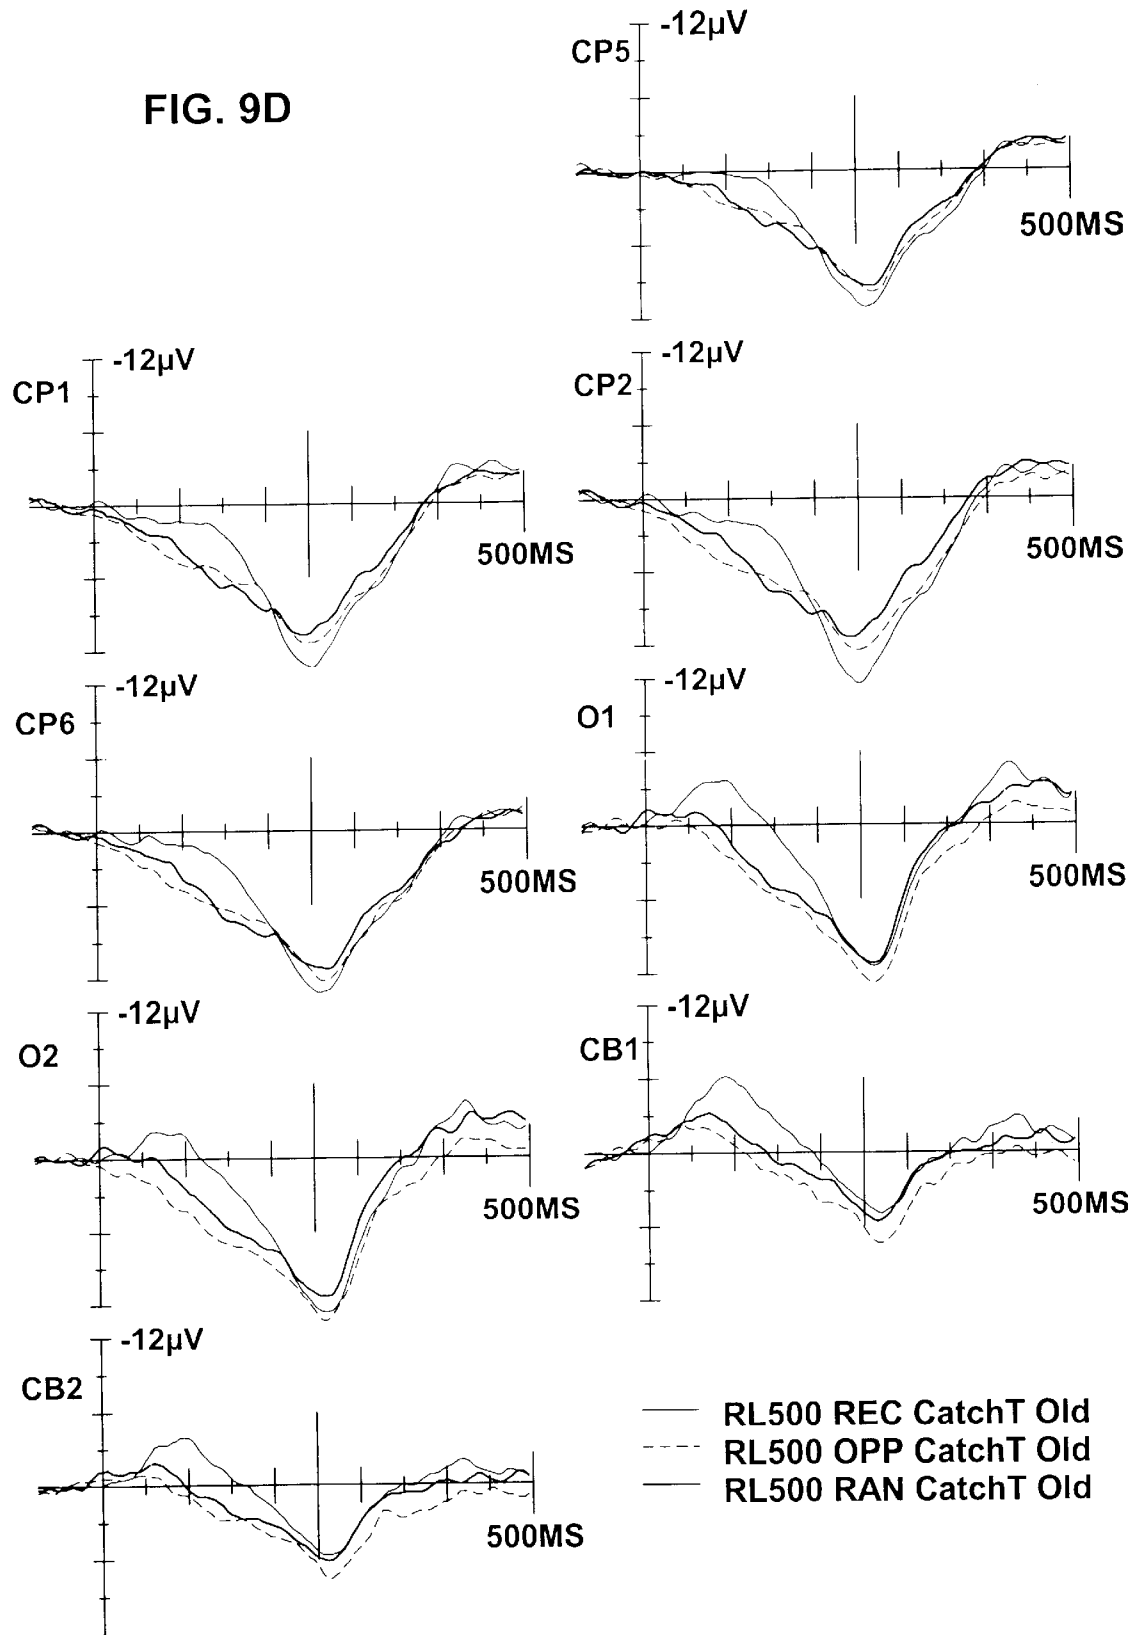 FIG. 9D
CP5
-12µV
500MS
CP1
-12µV
500MS
CP2
-12µV
500MS
CP6
-12µV
500MS
O1
-12µV
500MS
O2
-12µV
500MS
CB1
-12µV
500MS
CB2
-12µV
500MS
RL500 REC CatchT Old
RL500 OPP CatchT Old
RL500 RAN CatchT Old